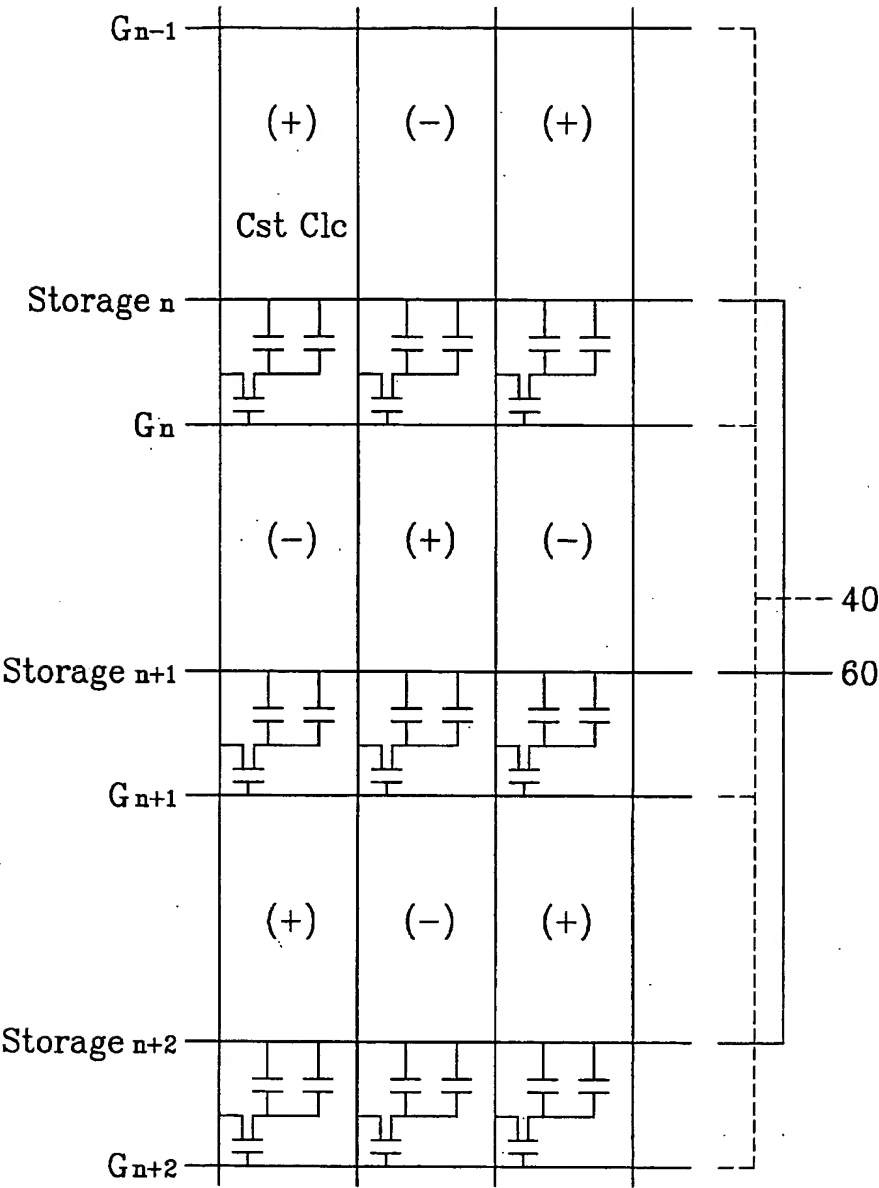 Gn-1
(+) (-) (+)
Cst Clc
Storage n
Gn
(-) (+) (-)
40
Storage n+1
60
Gn+1
(+) (-) (+)
Storage n+2
Gn+2